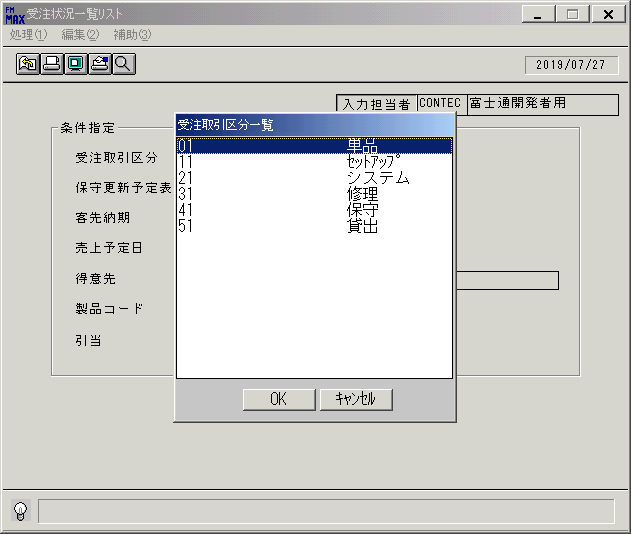 FM MAX 受注状況一覧リスト
処理(1) 編集(2) 補助(3)
2019/07/27
入力担当者 CONTEC 富士通開発者用
条件指定
受注取引区分一覧
01 単品
11 ｾｯﾄｱｯﾌﾟ
21 システム
31 修理
41 保守
51 貸出
受注取引区分
保守更新予定表
客先納期
売上予定日
得意先
製品コード
引当
OK ｷｬﾝｾﾙ